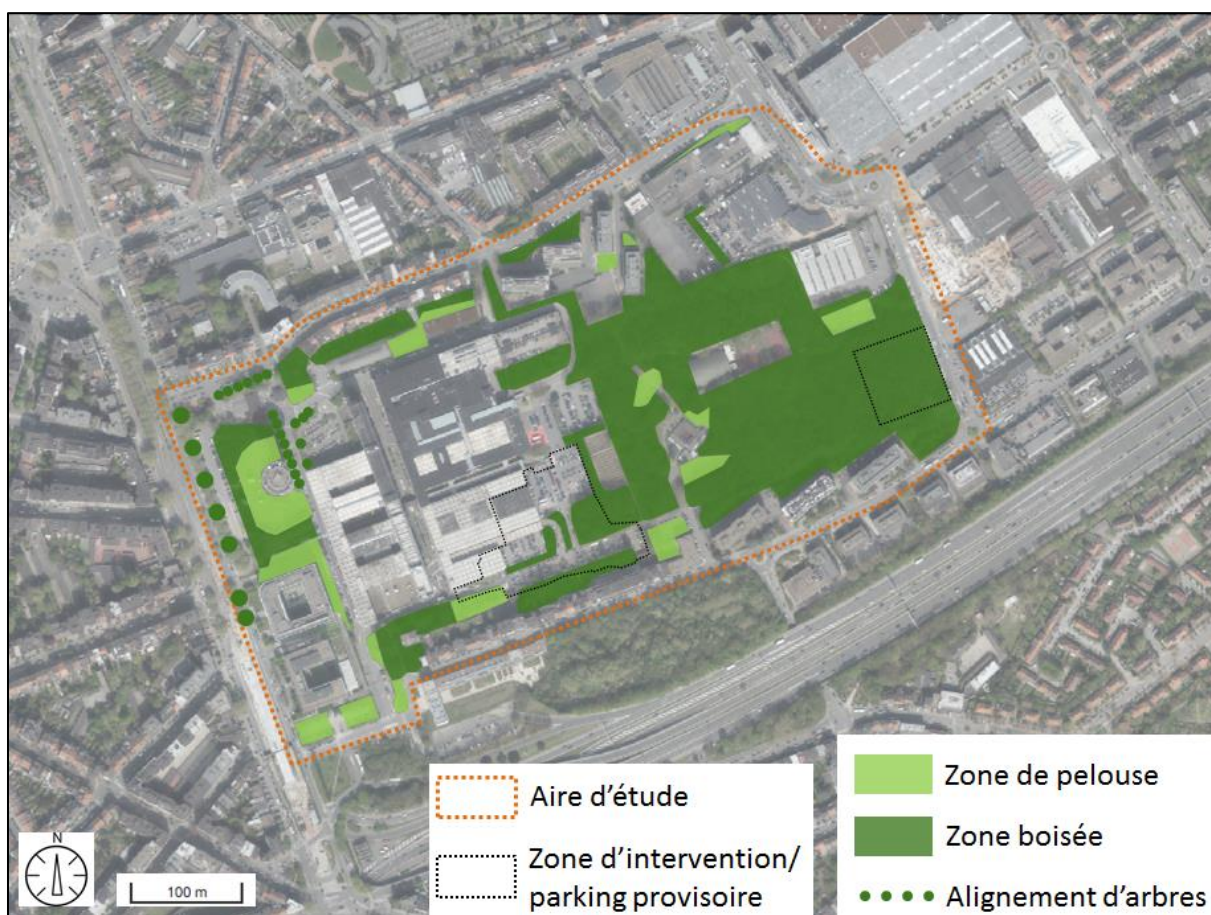 N
100 m
Aire d’étude
Zone d’intervention/
parking provisoire
Zone de pelouse
Zone boisée
Alignement d’arbres